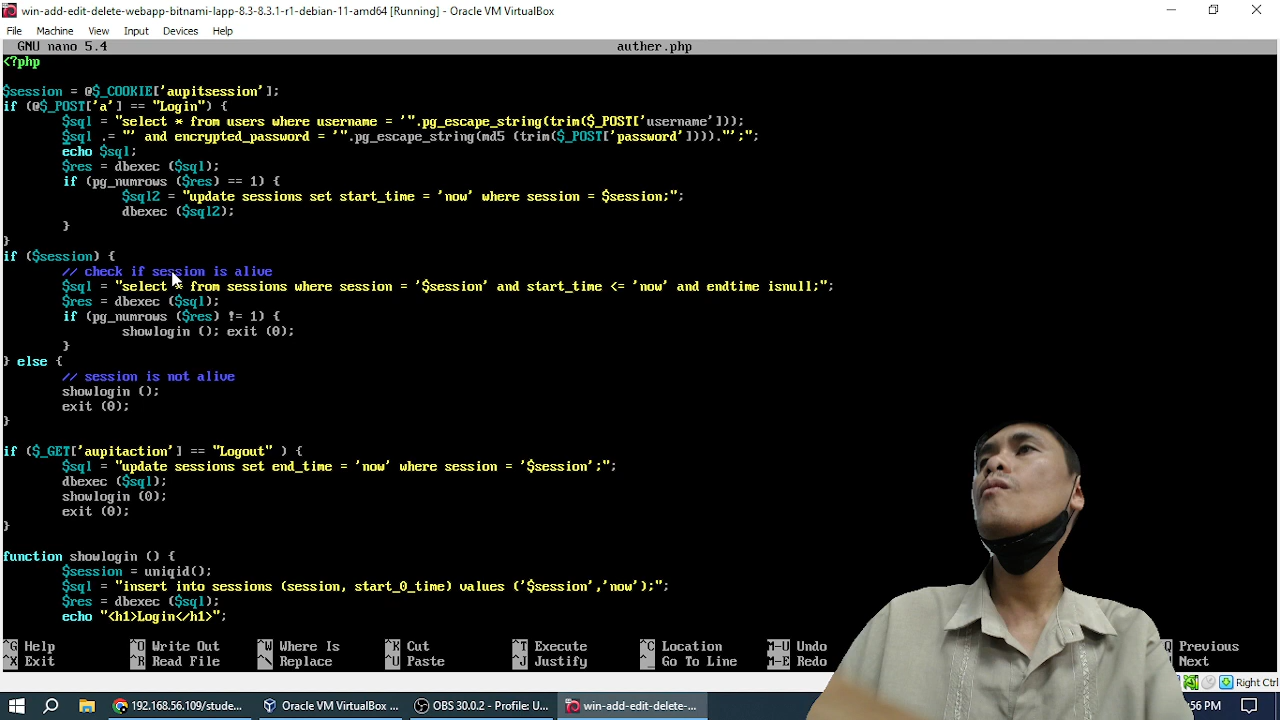 win-add-edit-delete-webapp-bitnami-lapp-8.3-8.3.1-r1-debian-11-amd64 [Running] - Oracle VM VirtualBox
File Machine View Input Devices Help
GNU nano 5.4 auther.php
<?php
$session = @$_COOKIE['aupitsession'];
if (@$_POST['a'] == "Login") {
$sql = "select * from users where username = '".pg_escape_string(trim($_POST['username']));
$sql .= "' and encrypted_password = '".pg_escape_string(md5 (trim($_POST['password'])))."';";
echo $sql;
$res = dbexec ($sql);
if (pg_numrows ($res) == 1) {
$sql2 = "update sessions set start_time = 'now' where session = $session;";
dbexec ($sql2);
}
}
if ($session) {
// check if session is alive
$sql = "select * from sessions where session = '$session' and start_time <= 'now' and endtime isnull;";
$res = dbexec ($sql);
if (pg_numrows ($res) != 1) {
showlogin (); exit (0);
}
} else {
// session is not alive
showlogin ();
exit (0);
}
if ($_GET['aupitaction'] == "Logout" ) {
$sql = "update sessions set end_time = 'now' where session = '$session';";
dbexec ($sql);
showlogin (0);
exit (0);
}
function showlogin () {
$session = uniqid();
$sql = "insert into sessions (session, start_0_time) values ('$session','now');";
$res = dbexec ($sql);
echo "<h1>Login</h1>";
^G Help ^O Write Out ^W Where Is ^K Cut ^T Execute ^C Location M-U Undo Q Previous
^X Exit ^R Read File ^\ Replace ^U Paste ^J Justify ^_ Go To Line M-E Redo Next
Right Ctrl
192.168.56.109/stude... Oracle VM VirtualBox ... OBS 30.0.2 - Profile: U... win-add-edit-delete-... :56 PM